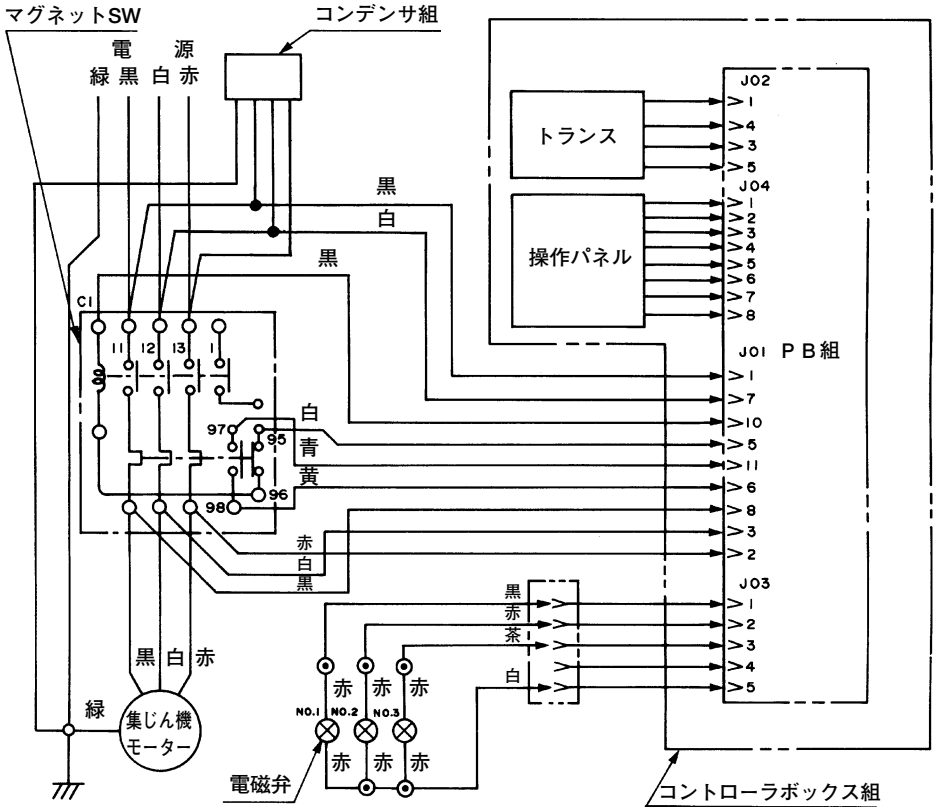 マグネットSW
コンデンサ組
電 源
緑 黒 白 赤
J02
1
4
3
5
トランス
J04
1
2
3
4
5
6
7
8
操作パネル
黒
白
黒
C1
11 12 13 1
J01 PB組
1
7
10
5
11
6
8
3
2
97 95
白
青
黄
96
98
赤
白
黒
J03
1
2
3
4
5
黒
赤
茶
白
赤 赤 赤
NO.1 NO.2 NO.3
赤 赤 赤
黒 白 赤
緑
集じん機
モーター
電磁弁
コントローラボックス組